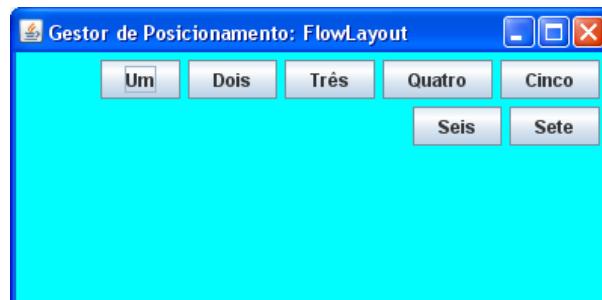 Gestor de Posicionamento: FlowLayout
Um Dois Três Quatro Cinco
Seis Sete